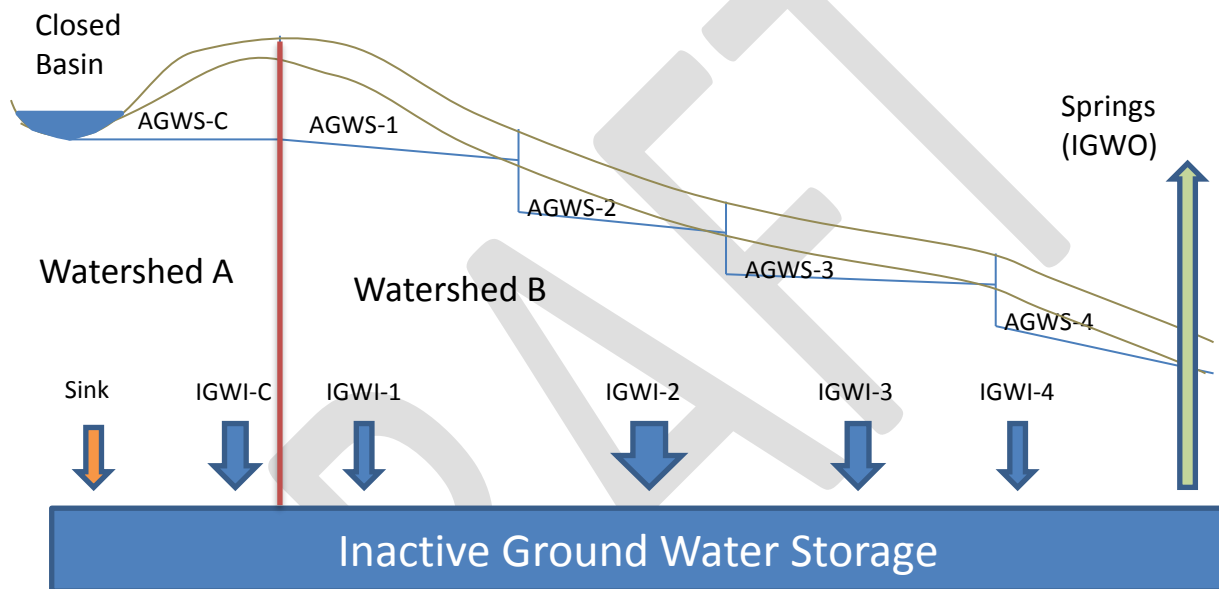 Closed
Basin
AGWS-C
AGWS-1
Springs
(IGWO)
AGWS-2
Watershed A
Watershed B
AGWS-3
AGWS-4
Sink
IGWI-C
IGWI-1
IGWI-2
IGWI-3
IGWI-4
Inactive Ground Water Storage
DRAFT